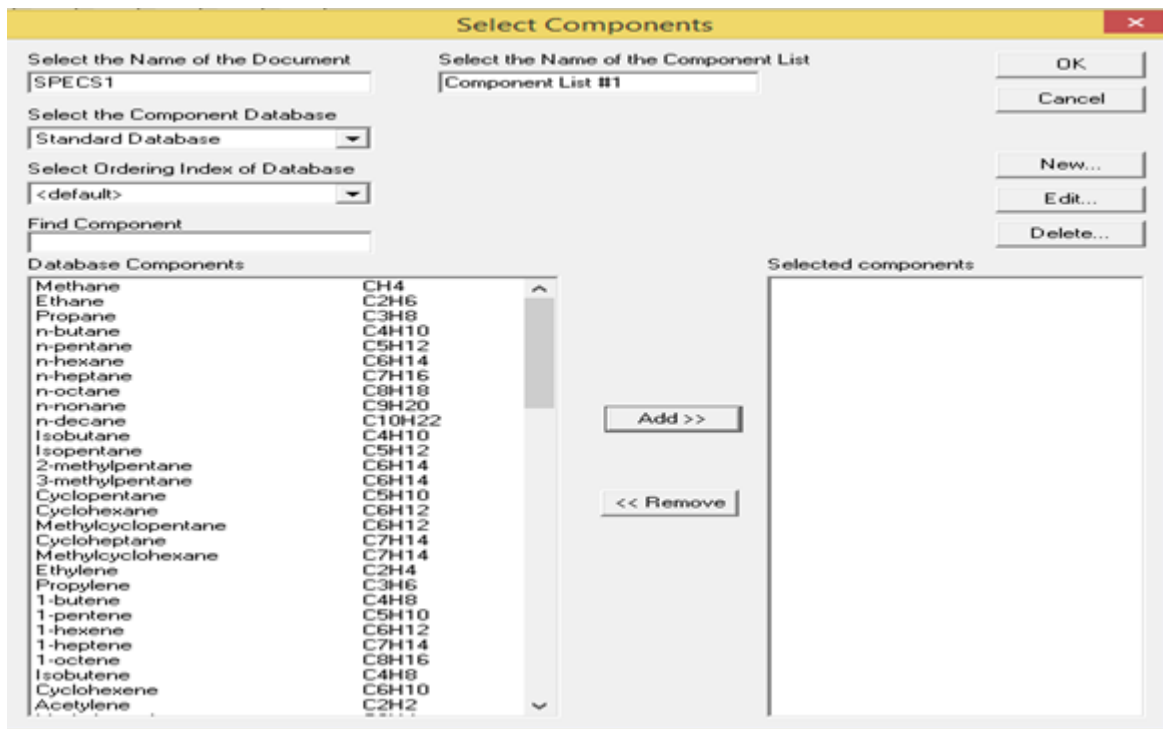 Select Components
Select the Name of the Document
SPECS1
Select the Name of the Component List
Component List #1
OK
Cancel
Select the Component Database
Standard Database
Select Ordering Index of Database
<default>
New...
Edit...
Delete...
Find Component
Database Components
Selected components
Methane CH4
Ethane C2H6
Propane C3H8
n-butane C4H10
n-pentane C5H12
n-hexane C6H14
n-heptane C7H16
n-octane C8H18
n-nonane C9H20
n-decane C10H22
Isobutane C4H10
Isopentane C5H12
2-methylpentane C6H14
3-methylpentane C6H14
Cyclopentane C5H10
Cyclohexane C6H12
Methylcyclopentane C6H12
Cycloheptane C7H14
Methylcyclohexane C7H14
Ethylene C2H4
Propylene C3H6
1-butene C4H8
1-pentene C5H10
1-hexene C6H12
1-heptene C7H14
1-octene C8H16
Isobutene C4H8
Cyclohexene C6H10
Acetylene C2H2
Add >>
<< Remove